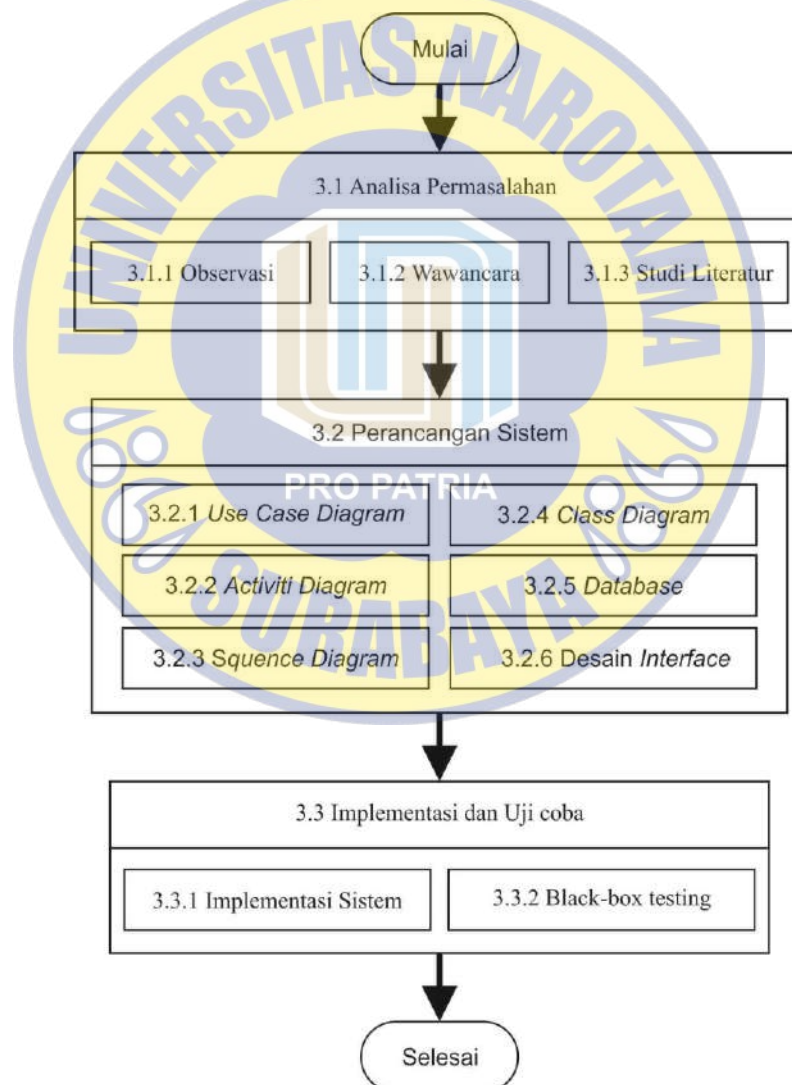 Mulai
3.1 Analisa Permasalahan
3.1.1 Observasi
3.1.2 Wawancara
3.1.3 Studi Literatur
3.2 Perancangan Sistem
3.2.1 Use Case Diagram
3.2.4 Class Diagram
3.2.2 Activiti Diagram
3.2.5 Database
3.2.3 Squence Diagram
3.2.6 Desain Interface
3.3 Implementasi dan Uji coba
3.3.1 Implementasi Sistem
3.3.2 Black-box testing
Selesai
UNIVERSITAS NAROTAMA
PRO PATRIA
SURABAYA